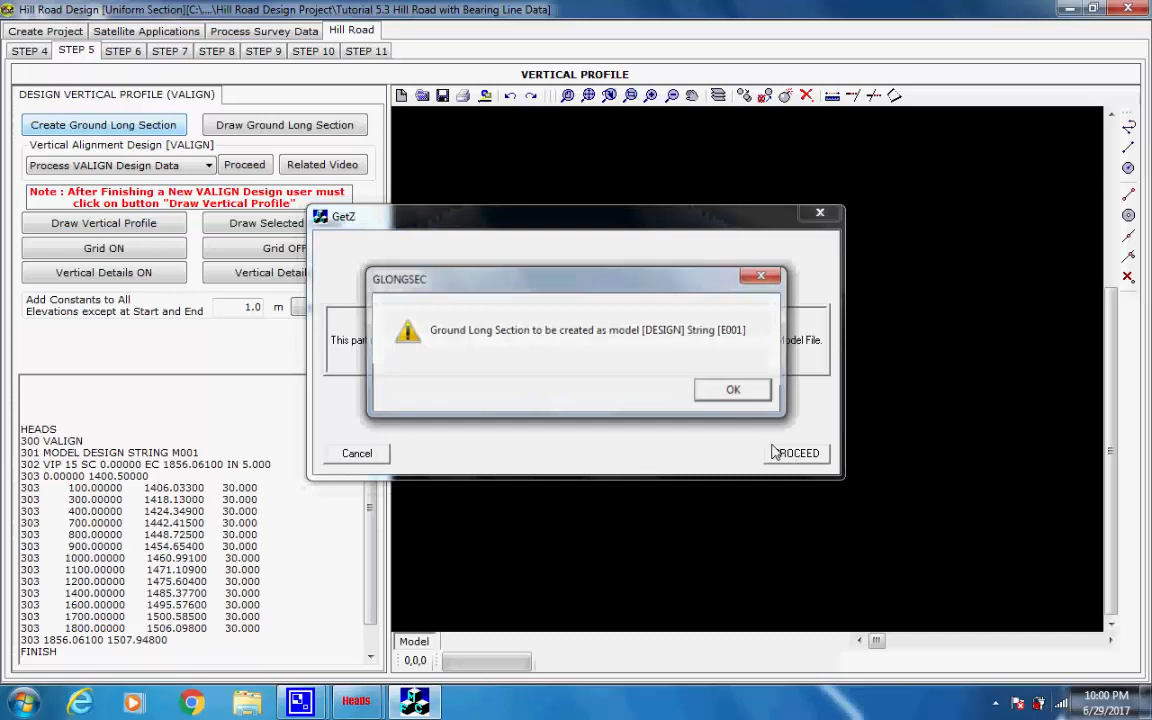 Hill Road Design [Uniform Section][C:\....\Hill Road Design Project\Tutorial 5.3 Hill Road with Bearing Line Data]
Create Project Satellite Applications Process Survey Data Hill Road
STEP 4 STEP 5 STEP 6 STEP 7 STEP 8 STEP 9 STEP 10 STEP 11
VERTICAL PROFILE
DESIGN VERTICAL PROFILE (VALIGN)
Create Ground Long Section Draw Ground Long Section
Vertical Alignment Design [VALIGN]
Process VALIGN Design Data Proceed Related Video
Note : After Finishing a New VALIGN Design user must
click on button "Draw Vertical Profile"
Draw Vertical Profile Draw Selected
Grid ON Grid OFF
Vertical Details ON Vertical Detail
Add Constants to All
Elevations except at Start and End 1.0 m
GetZ
This par
odel File.
GLONGSEC
Ground Long Section to be created as model [DESIGN] String [E001]
OK
Cancel ROCEED
HEADS
300 VALIGN
301 MODEL DESIGN STRING M001
302 VIP 15 SC 0.00000 EC 1856.06100 IN 5.000
303 0.00000 1400.50000
303 100.00000 1406.03300 30.000
303 300.00000 1418.13000 30.000
303 400.00000 1424.34900 30.000
303 700.00000 1442.41500 30.000
303 800.00000 1448.72500 30.000
303 900.00000 1454.65400 30.000
303 1000.00000 1460.99100 30.000
303 1100.00000 1471.10900 30.000
303 1200.00000 1475.60400 30.000
303 1400.00000 1485.37700 30.000
303 1600.00000 1495.57600 30.000
303 1700.00000 1500.58500 30.000
303 1800.00000 1506.09800 30.000
303 1856.06100 1507.94800
FINISH
Model
0,0,0
Heads
10:00 PM
6/29/2017